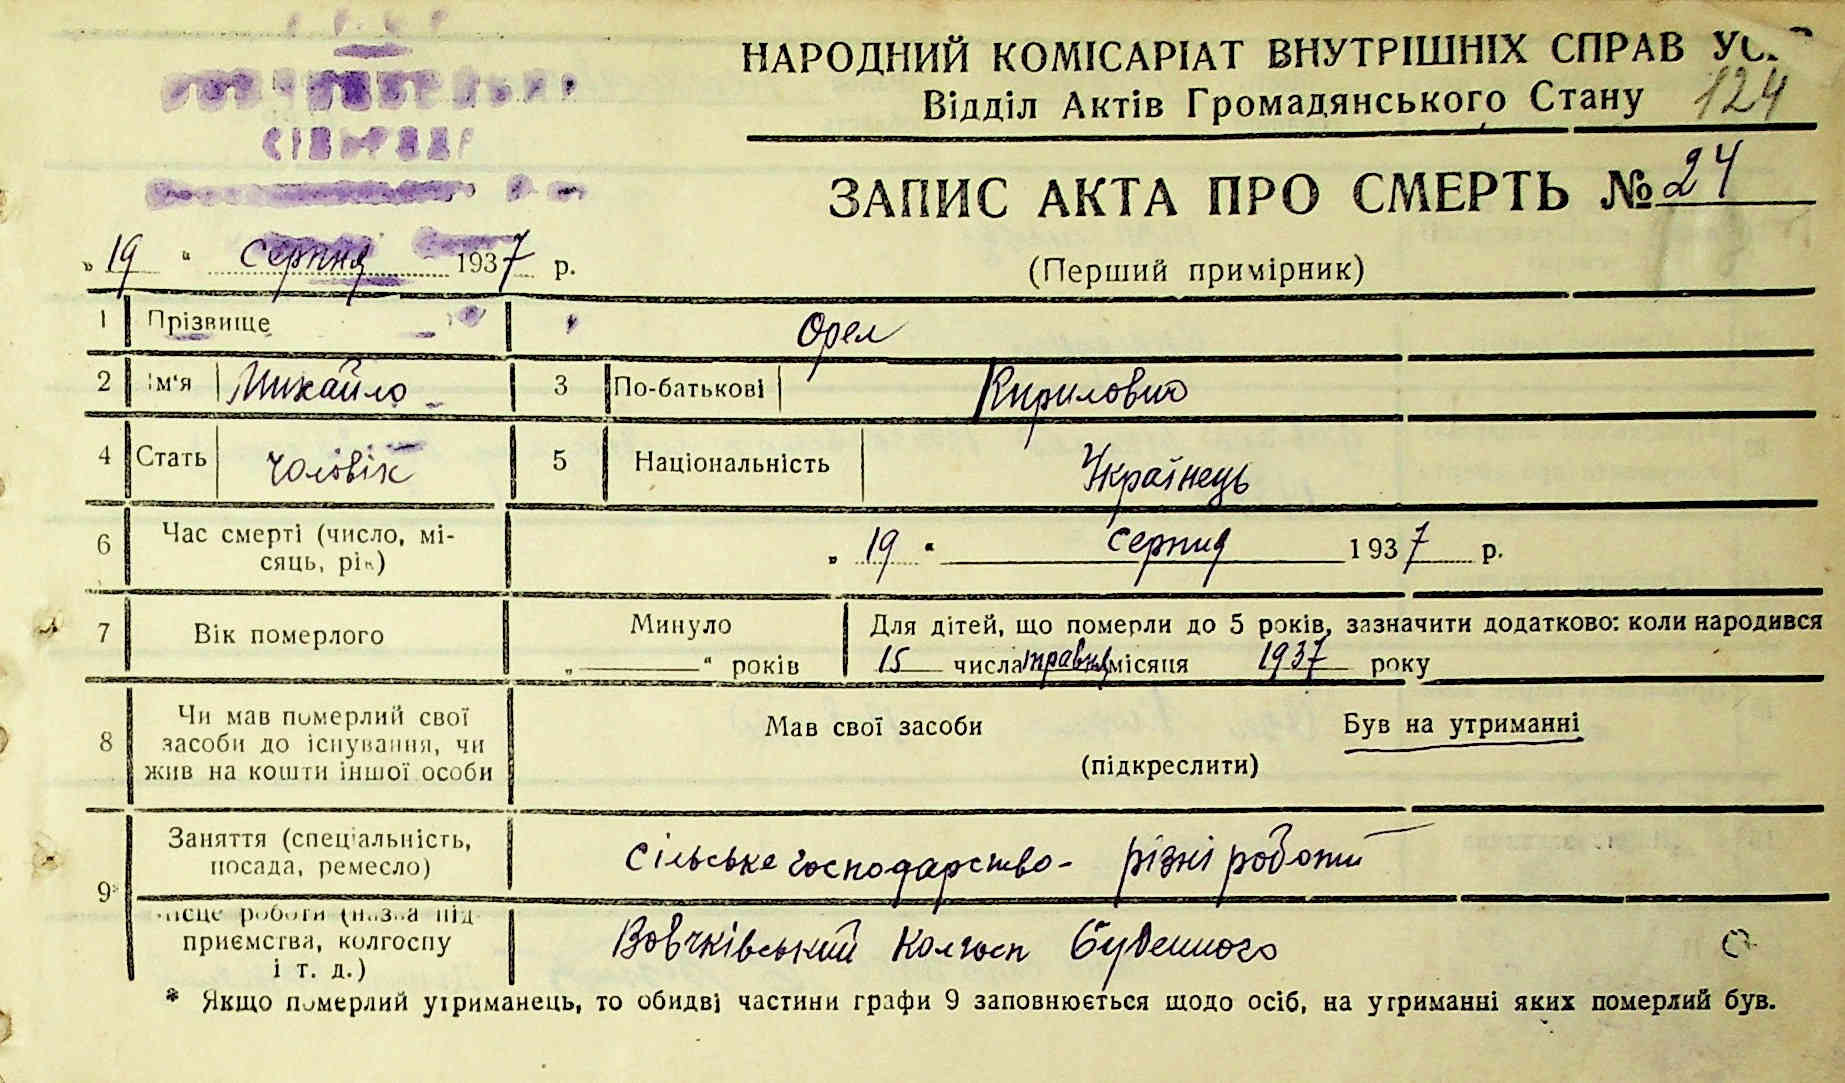 НАРОДНИЙ КОМІСАРІАТ ВНУТРІШНІХ СПРАВ
Відділ Актів Громадянського Стану 124
СІЛЬРАДА
ЗАПИС АКТА ПРО СМЕРТЬ № 24
„19“ серпня 1937 р.
(Перший примірник)
1 Прізвище Орел
2 Ім'я Михайло 3 По-батькові Кирилович
4 Стать чоловік 5 Національність Українець
6 Час смерті (число, мі-
сяць, рік) „19“ серпня 1937 р.
7 Вік померлого Минуло „ “ років
Для дітей, що померли до 5 років, зазначити додатково: коли народився
15 числа травня місяця 1937 року
8 Чи мав померлий свої
засоби до існування, чи
жив на кошти іншої особи
Мав свої засоби Був на утриманні
(підкреслити)
9* Заняття (спеціальність,
посада, ремесло) сільське господарство - різні роботи
місце роботи (назва під-
приємства, колгоспу
і т. д.) Вовчківський колгосп Будённого
* Якщо померлий утриманець, то обидві частини графи 9 заповнюється щодо осіб, на утриманні яких померлий був.